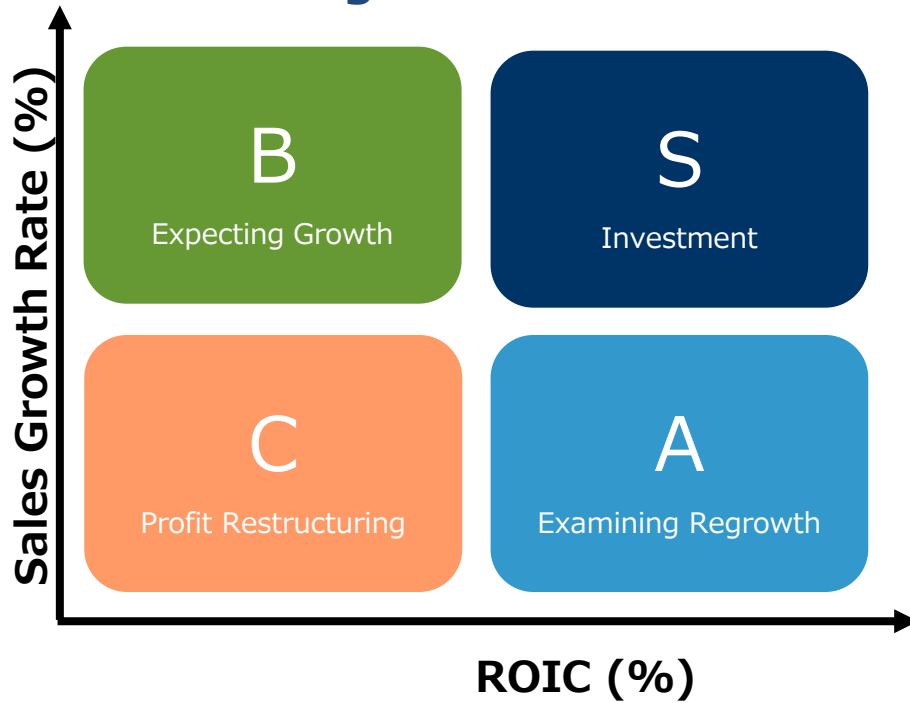 Sales Growth Rate (%)
B
Expecting Growth
S
Investment
C
Profit Restructuring
A
Examining Regrowth
ROIC (%)